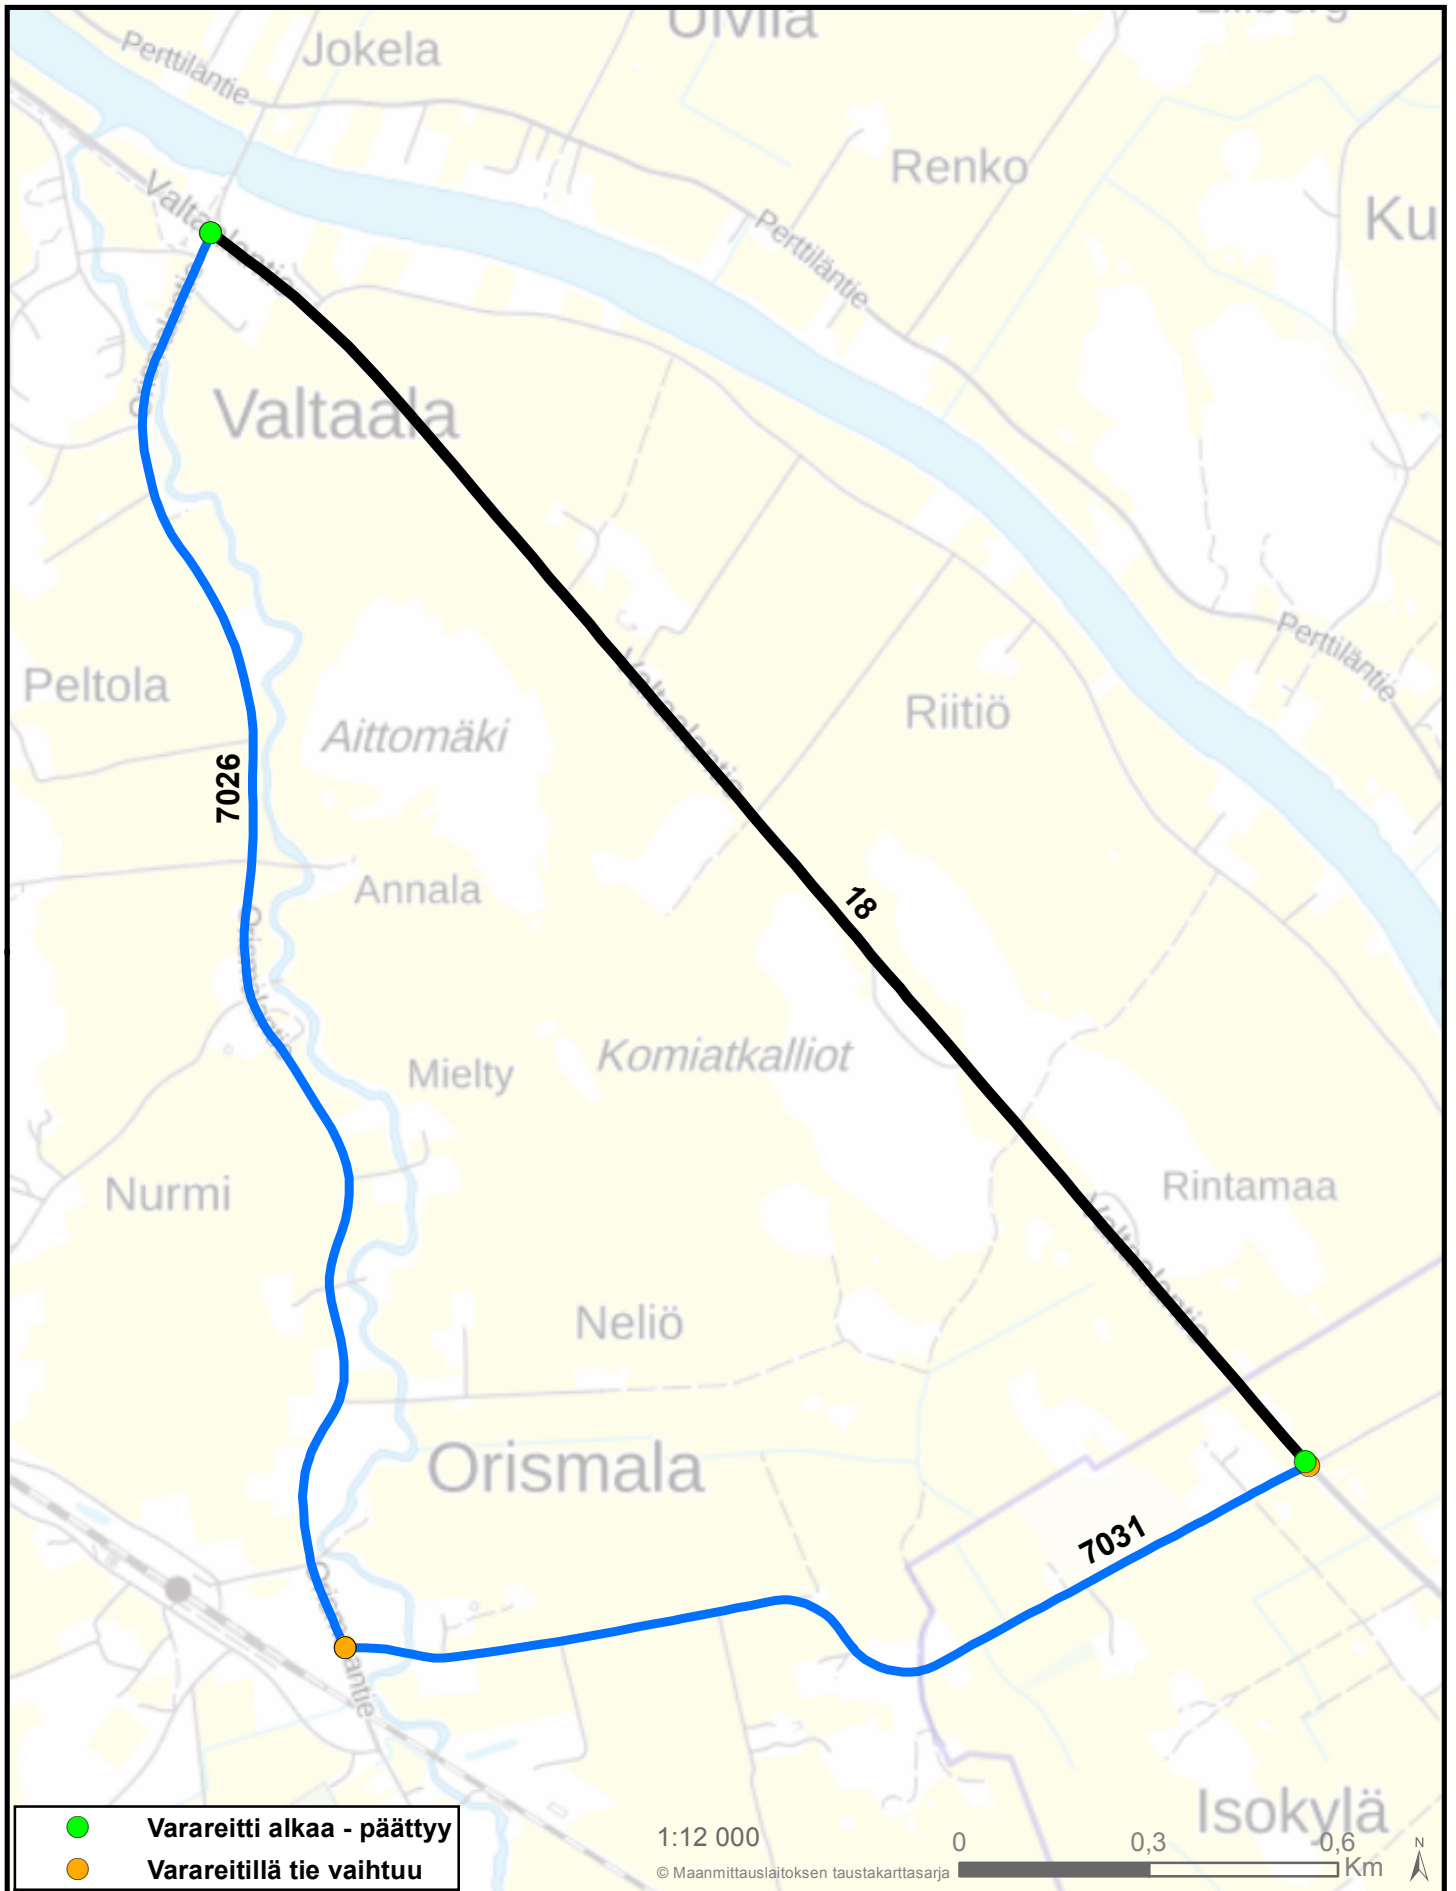 Ulvila
Jokela
Perttiläntie
Renko
Perttiläntie
Ku
Valtaala
Peltola
Aittomäki
Riitiö
Perttiläntie
7026
Annala
18
Komiatkalliot
Mielty
Nurmi
Rintamaa
Neliö
Orismala
7031
Isokylä
Varareitti alkaa - päättyy
Varareitillä tie vaihtuu
1:12 000
© Maanmittauslaitoksen taustakarttasarja
0
0,3
0,6
Km
N